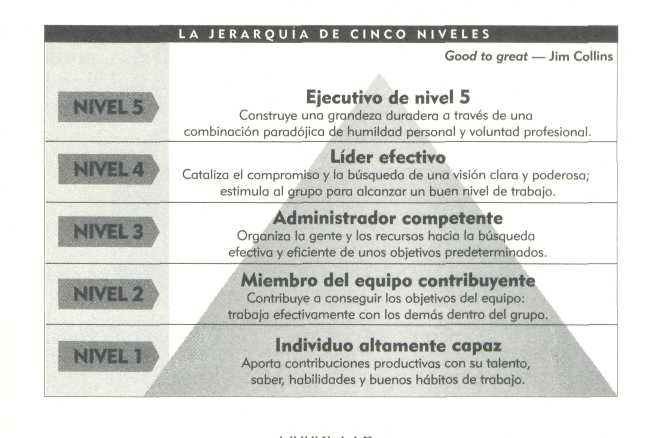 LA JERARQUÍA DE CINCO NIVELES
Good to great — Jim Collins
NIVEL 5
Ejecutivo de nivel 5
Construye una grandeza duradera a través de una
combinación paradójica de humildad personal y voluntad profesional.
NIVEL 4
Líder efectivo
Cataliza el compromiso y la búsqueda de una visión clara y poderosa;
estimula al grupo para alcanzar un buen nivel de trabajo.
NIVEL 3
Administrador competente
Organiza la gente y los recursos hacia la búsqueda
efectiva y eficiente de unos objetivos predeterminados.
NIVEL 2
Miembro del equipo contribuyente
Contribuye a conseguir los objetivos del equipo:
trabaja efectivamente con los demás dentro del grupo.
NIVEL 1
Individuo altamente capaz
Aporta contribuciones productivas con su talento,
saber, habilidades y buenos hábitos de trabajo.